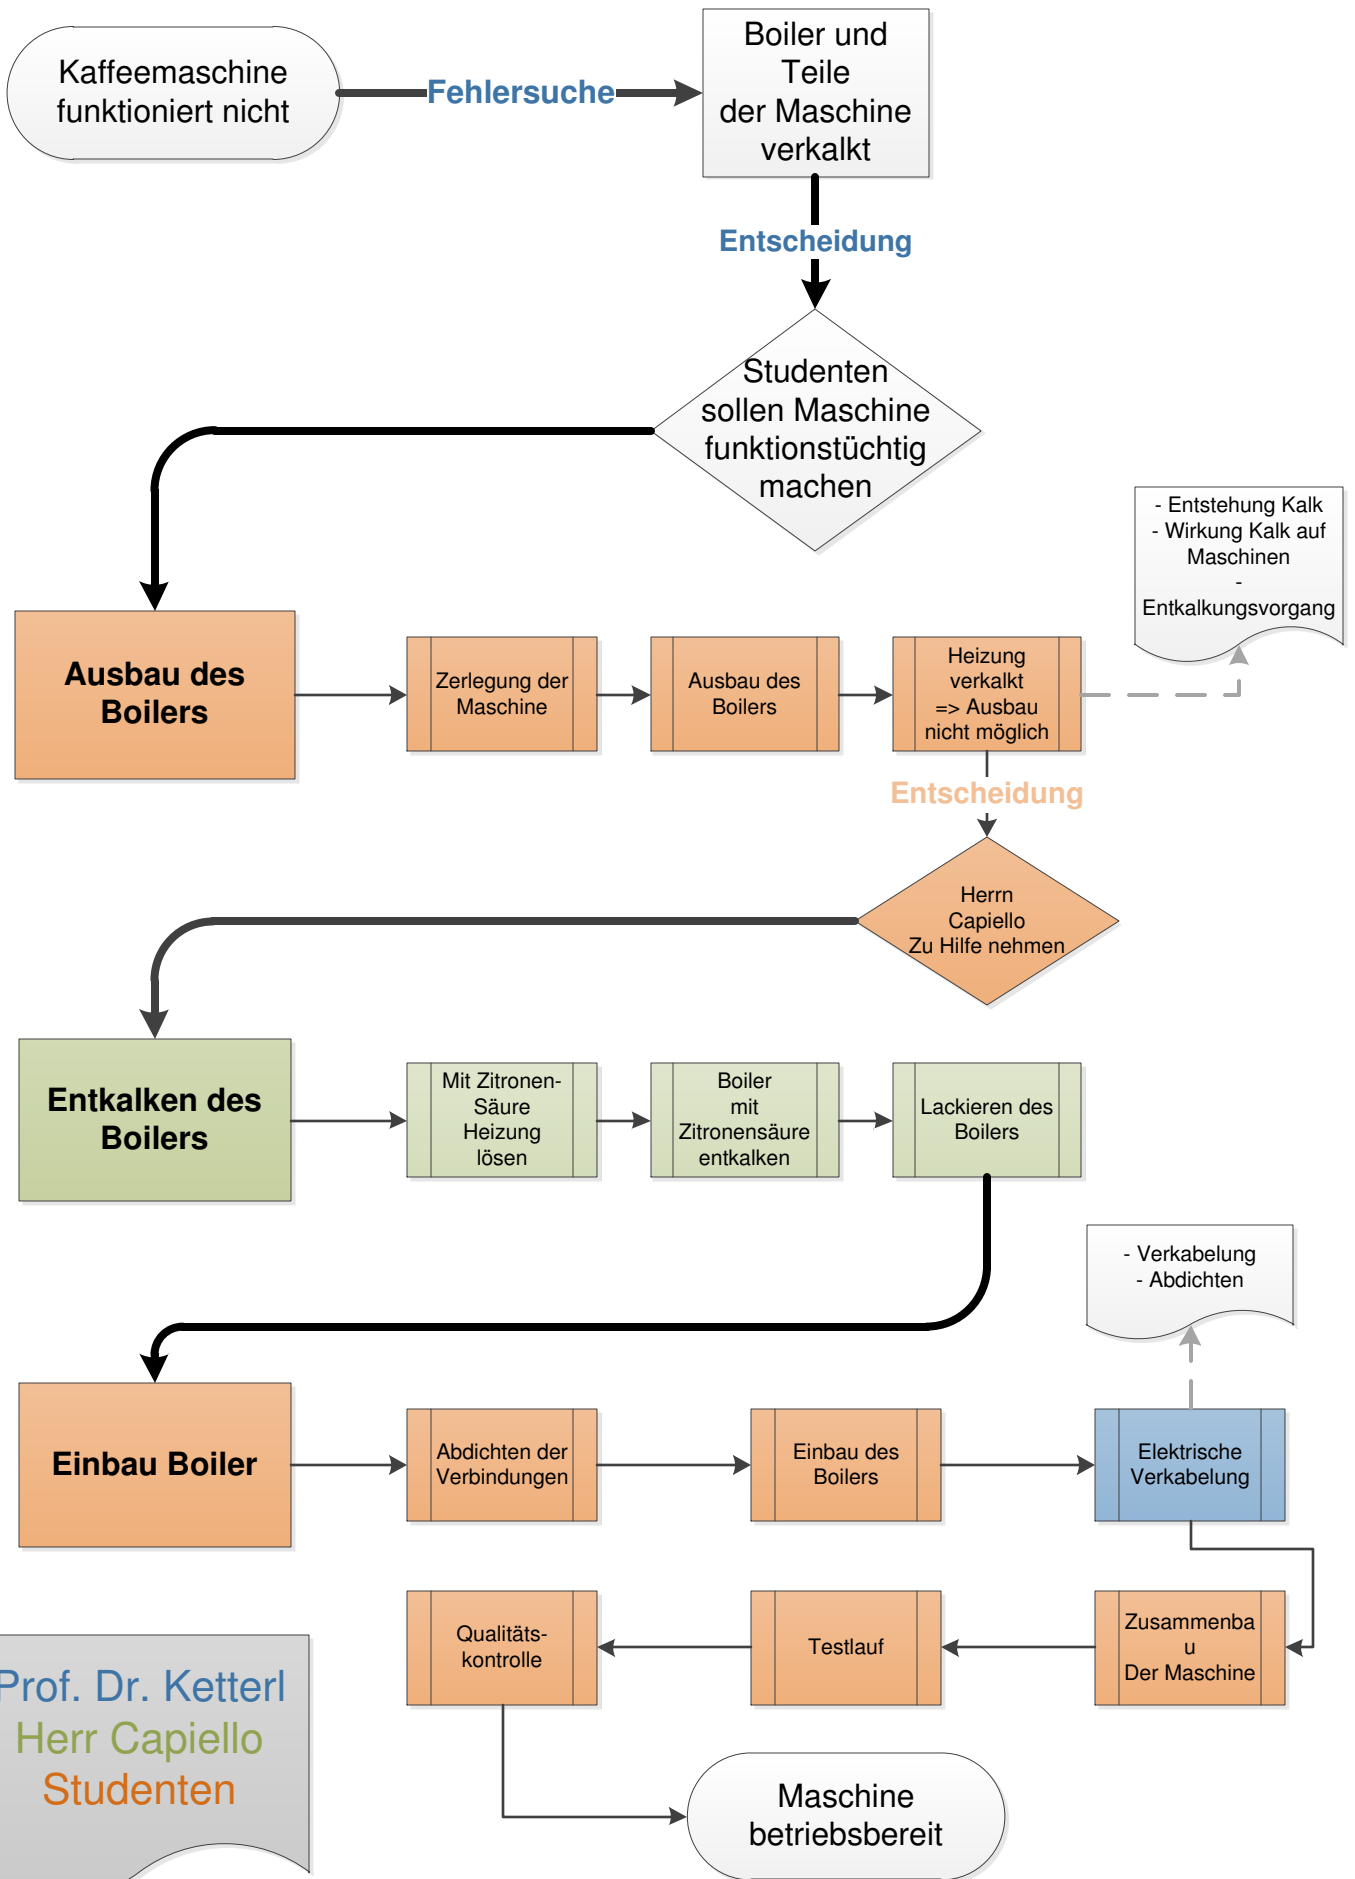 Kaffeemaschine
funktioniert nicht
Fehlersuche
Boiler und
Teile
der Maschine
verkalkt
Entscheidung
Studenten
sollen Maschine
funktionstüchtig
machen
- Entstehung Kalk
- Wirkung Kalk auf
Maschinen
-
Entkalkungsvorgang
Ausbau des
Boilers
Zerlegung der
Maschine
Ausbau des
Boilers
Heizung
verkalkt
=> Ausbau
nicht möglich
Entscheidung
Herrn
Capiello
Zu Hilfe nehmen
Entkalken des
Boilers
Mit Zitronen-
Säure
Heizung
lösen
Boiler
mit
Zitronensäure
entkalken
Lackieren des
Boilers
- Verkabelung
- Abdichten
Einbau Boiler
Abdichten der
Verbindungen
Einbau des
Boilers
Elektrische
Verkabelung
Zusammenba
u
Der Maschine
Testlauf
Qualitäts-
kontrolle
Maschine
betriebsbereit
Prof. Dr. Ketterl
Herr Capiello
Studenten